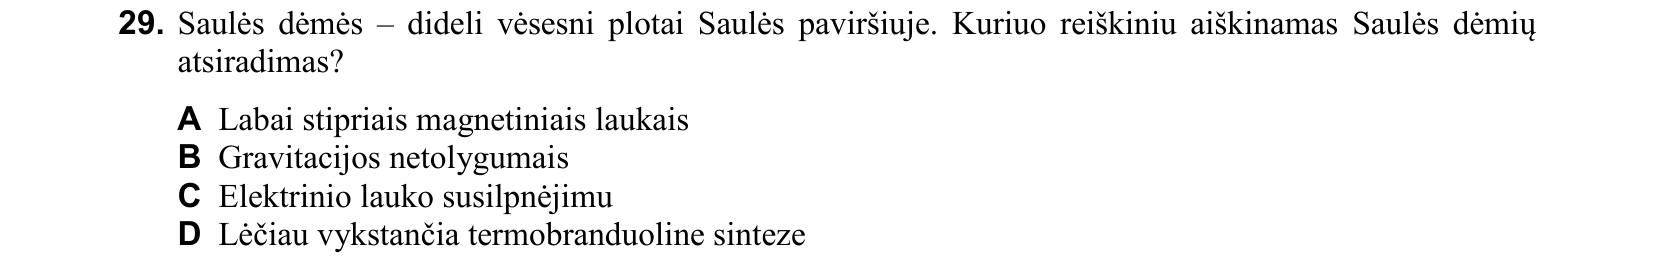 29. Saulės dėmės – dideli vėsesni plotai Saulės paviršiuje. Kuriuo reiškiniu aiškinamas Saulės dėmių
atsiradimas?
A Labai stipriais magnetiniais laukais
B Gravitacijos netolygumais
C Elektrinio lauko susilpnėjimu
D Lėčiau vykstančia termobranduoline sinteze